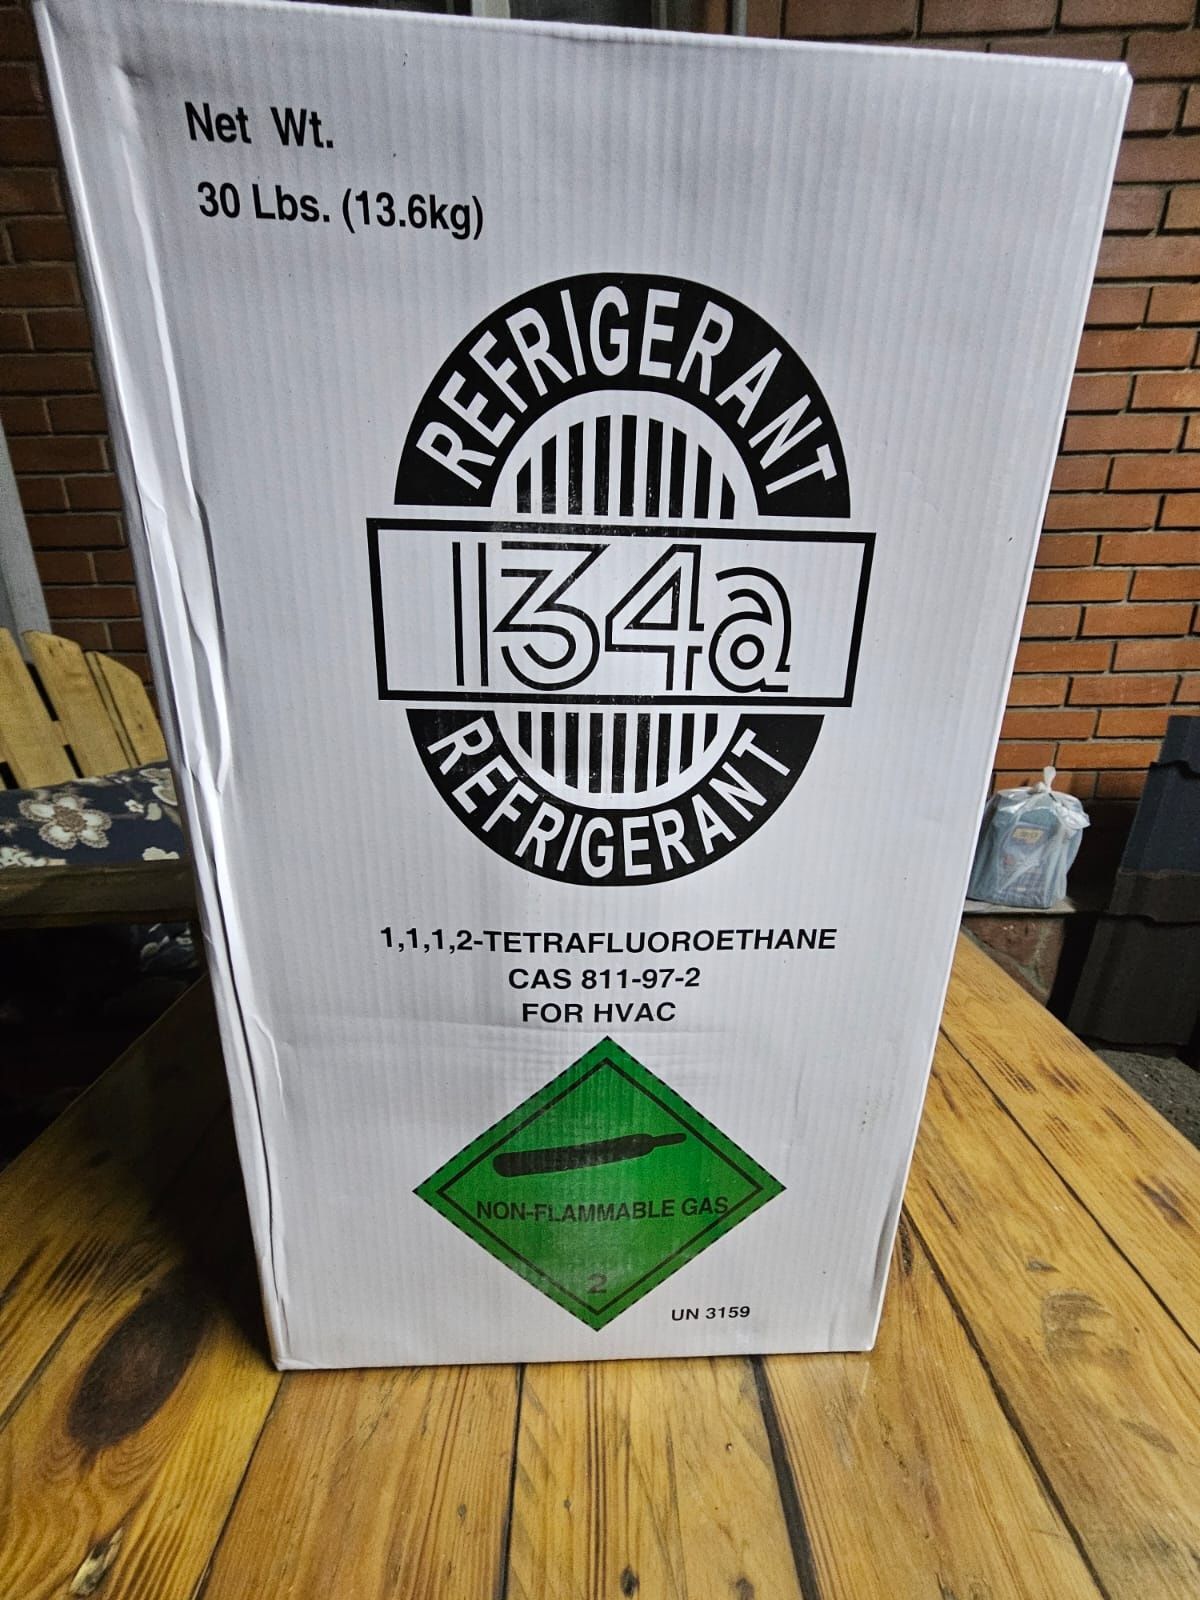 Net Wt.
30 Lbs. (13.6kg)
REFRIGERANT
134a
REFRIGERANT
1,1,1,2-TETRAFLUOROETHANE
CAS 811-97-2
FOR HVAC
NON-FLAMMABLE GAS
2
UN 3159